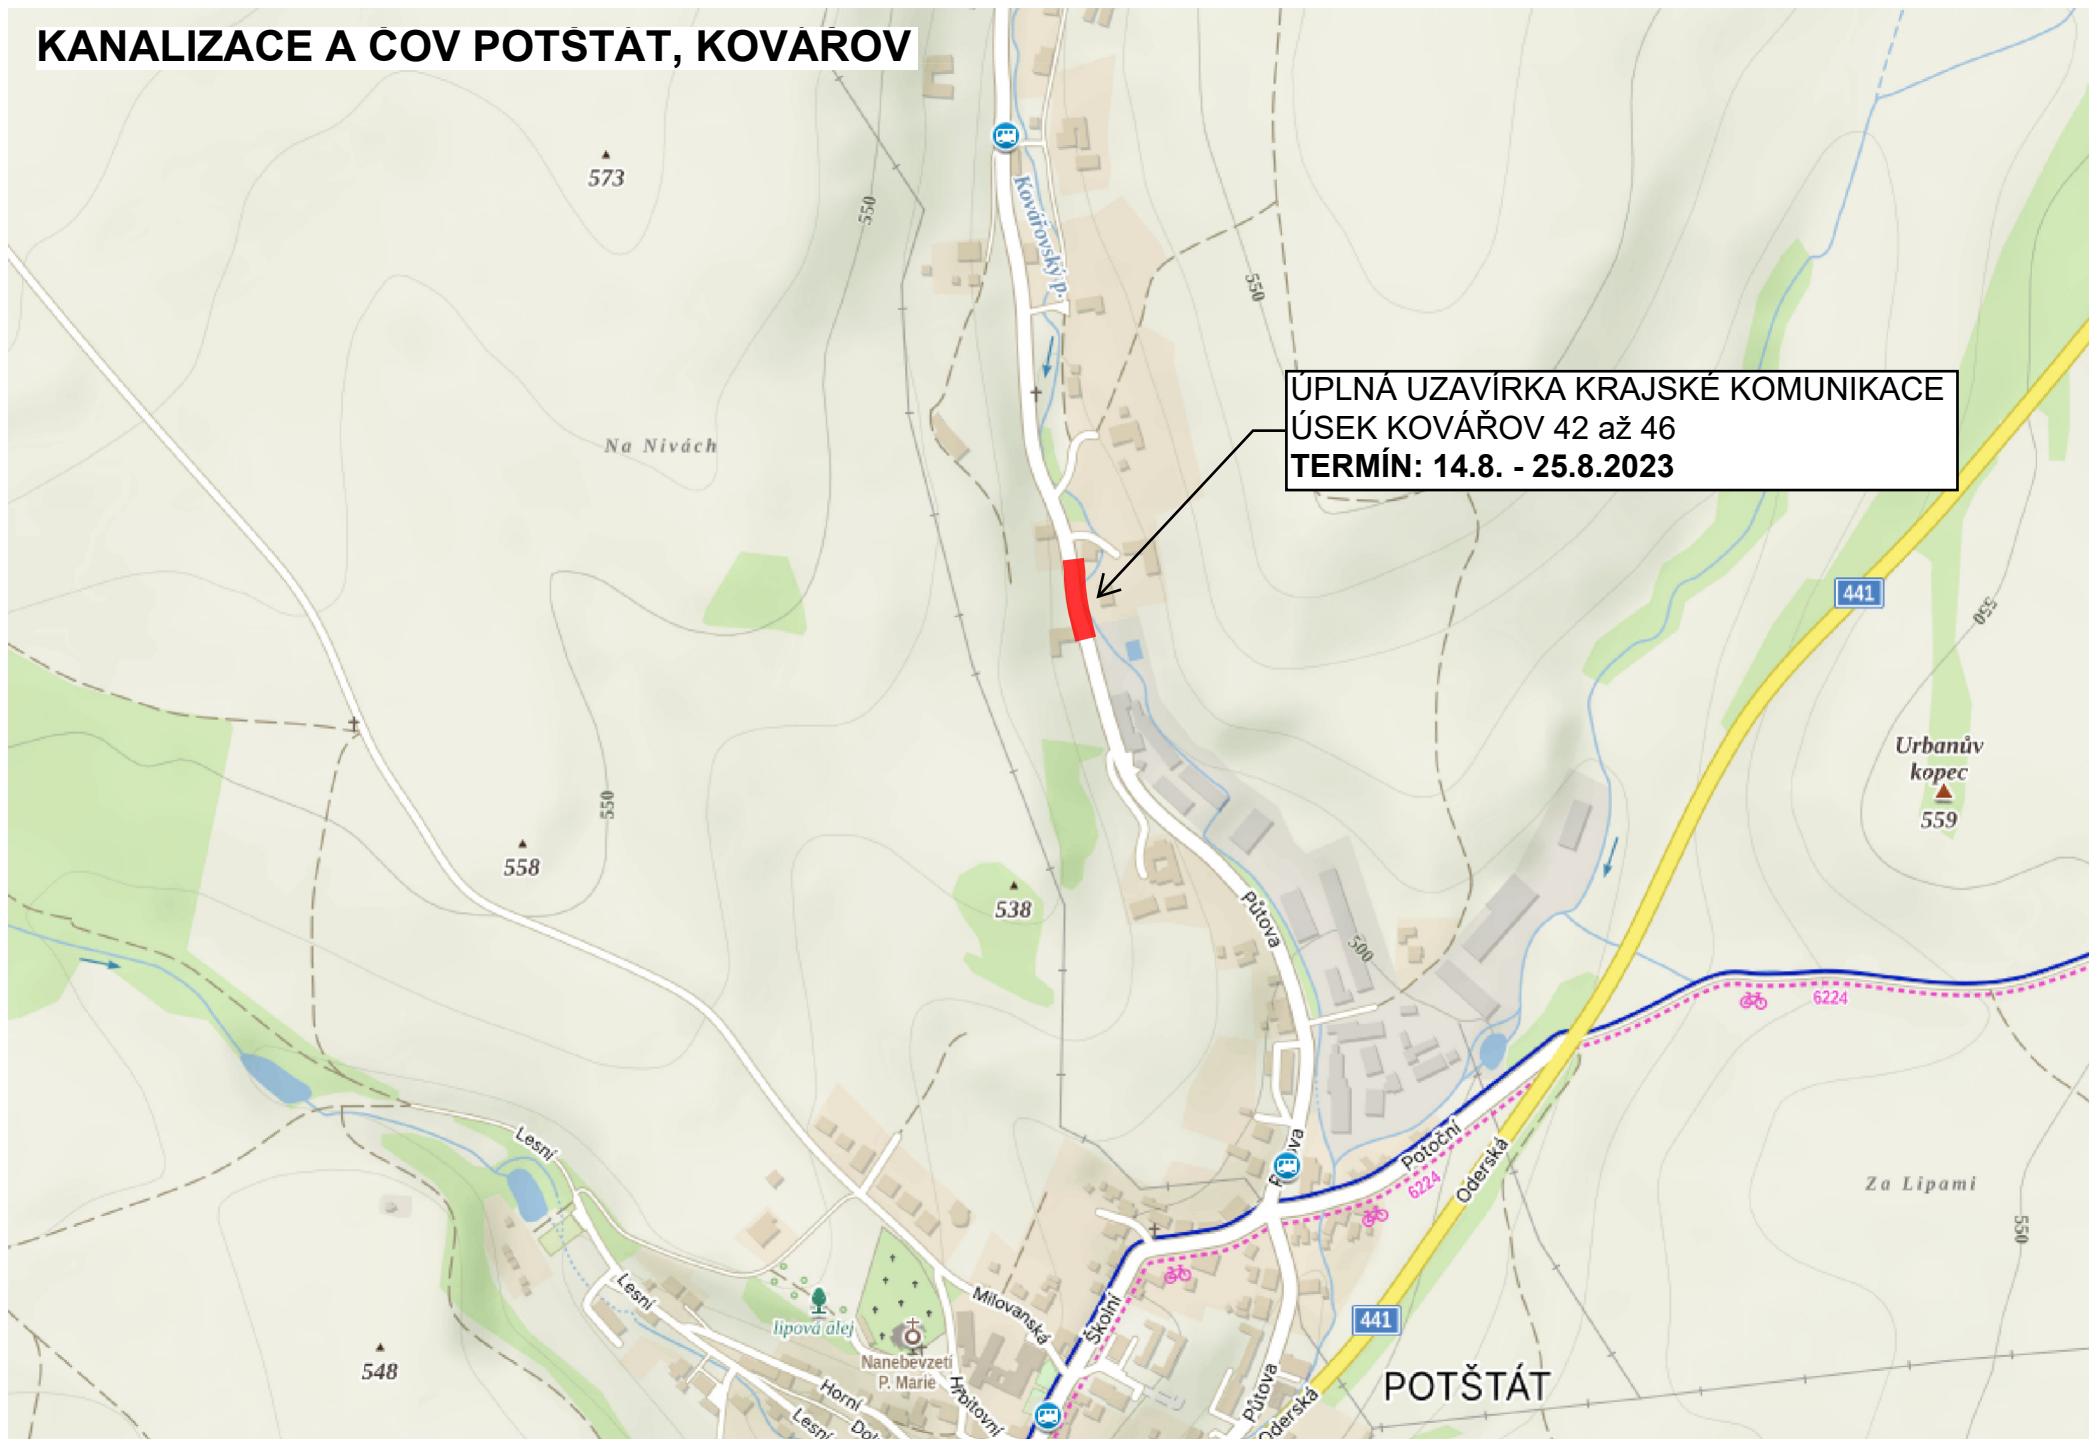 KANALIZACE A ČOV POTŠTÁT, KOVÁŘOV
573
550
Kovářovský p.
550
ÚPLNÁ UZAVÍRKA KRAJSKÉ KOMUNIKACE
ÚSEK KOVÁŘOV 42 až 46
TERMÍN: 14.8. - 25.8.2023
Na Nivách
441
550
Urbanův
kopec
559
550
558
538
Půtova
500
6224
Lesní
Potoční
6224
Oderská
Za Lipami
550
Lesní
Milovanská
Školní
lipová alej
441
Nanebevzetí
P. Marie
548
Horní
Hřbitovní
Půtova
Oderská
POTŠTÁT
Lesní